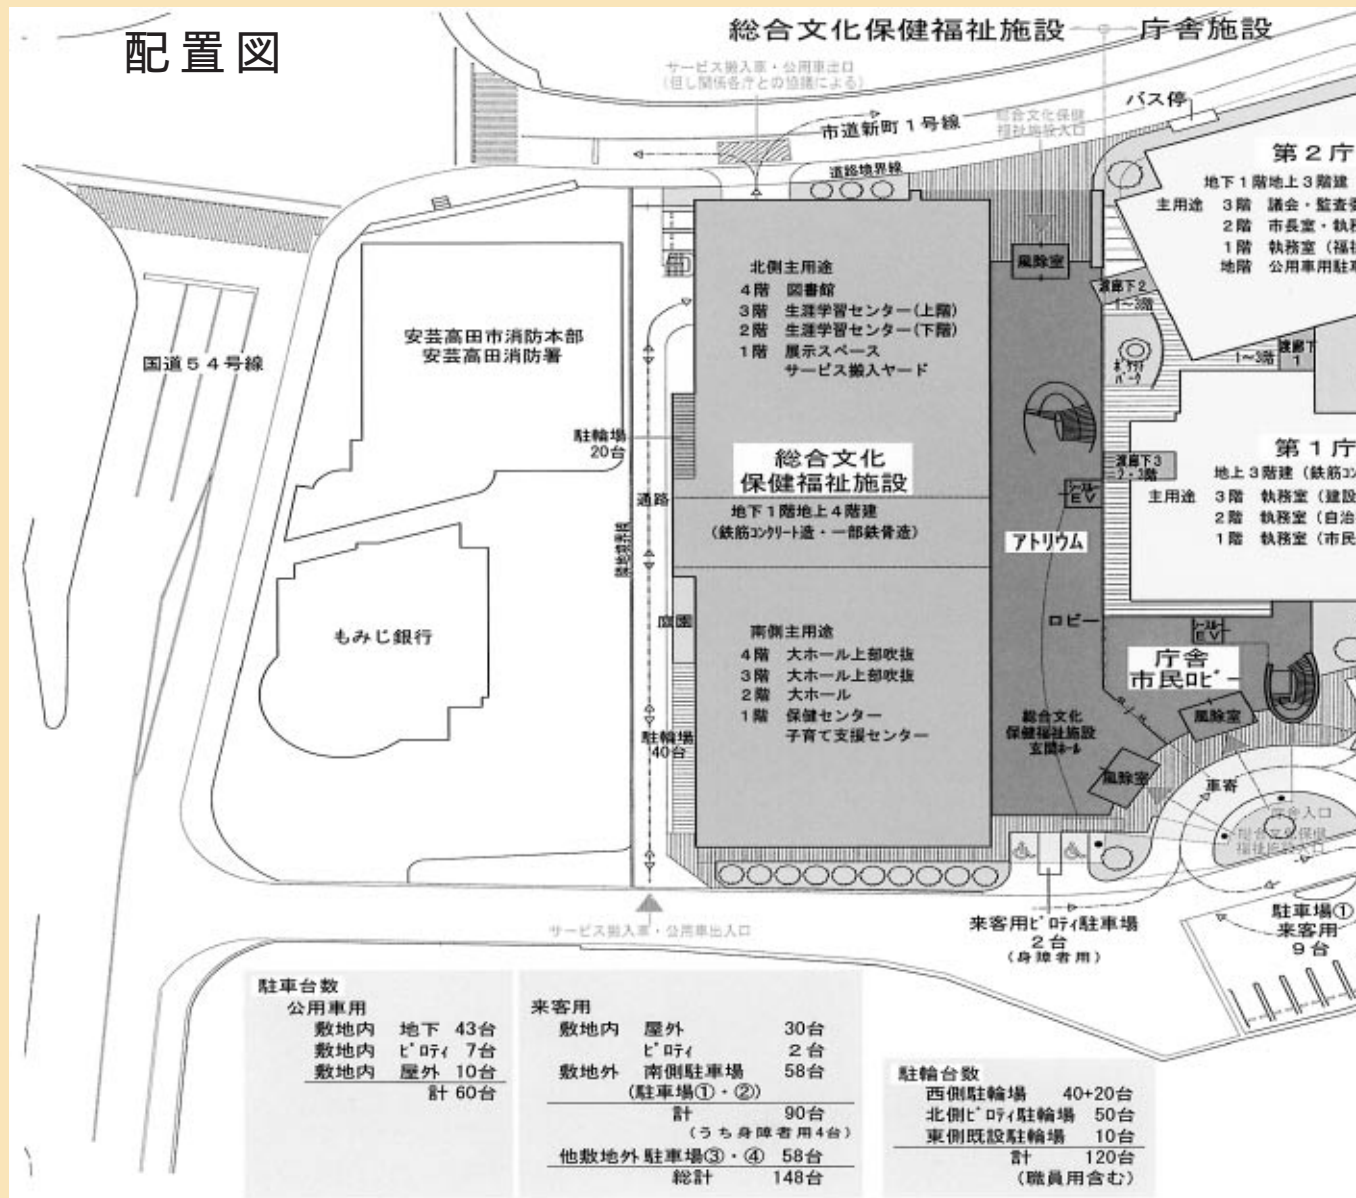 配置図
総合文化保健福祉施設
庁舎施設
サービス搬入車・公用車出口
(但し関係各庁との協議による)
市道新町1号線
総合文化保健
福祉施設入口
バス停
道路境界線
第2庁
地下1階地上3階建
主用途 3階 議会・監査委
2階 市長室・執務
1階 執務室(福祉
地階 公用車用駐車
国道54号線
安芸高田市消防本部
安芸高田消防署
北側主用途
4階 図書館
3階 生涯学習センター(上階)
2階 生涯学習センター(下階)
1階 展示スペース
サービス搬入ヤード
風除室
渡廊下2
1~3階
ポケット
パーク
渡廊下
1
1~3階
駐輪場
20台
総合文化
保健福祉施設
地下1階地上4階建
(鉄筋コンクリート造・一部鉄骨造)
通路
隣地境界線
渡廊下3
2・3階
シースルー
EV
アトリウム
第1庁
地上3階建(鉄筋コン
主用途 3階 執務室(建設
2階 執務室(自治
1階 執務室(市民
もみじ銀行
庭園
南側主用途
4階 大ホール上部吹抜
3階 大ホール上部吹抜
2階 大ホール
1階 保健センター
子育て支援センター
ロビー
シースルー
EV
庁舎
市民ロビー
駐輪場
40台
総合文化
保健福祉施設
玄関ホール
風除室
風除室
車寄
庁舎入口
総合文化保健
福祉施設入口
サービス搬入車・公用車出入口
来客用ピロティ駐車場
2台
(身障者用)
駐車場①
来客用
9台
駐車台数
公用車用
敷地内 地下 43台
敷地内 ピロティ 7台
敷地内 屋外 10台
計 60台
来客用
敷地内 屋外 30台
ピロティ 2台
敷地外 南側駐車場 58台
(駐車場①・②)
計 90台
(うち身障者用4台)
他敷地外 駐車場③・④ 58台
総計 148台
駐輪台数
西側駐輪場 40+20台
北側ピロティ駐輪場 50台
東側既設駐輪場 10台
計 120台
(職員用含む)